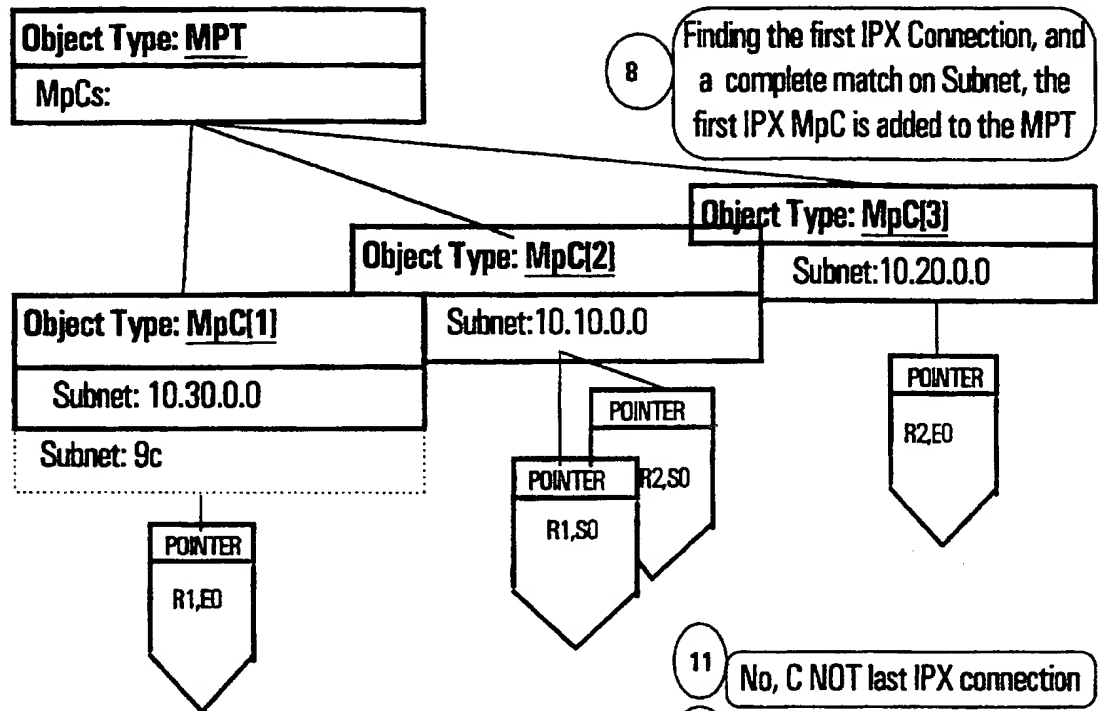 Object Type: MPT
MpCs:
8
Finding the first IPX Connection, and
a complete match on Subnet, the
first IPX MpC is added to the MPT
Object Type: MpC[3]
Subnet:10.20.0.0
Object Type: MpC[2]
Subnet:10.10.0.0
Object Type: MpC[1]
Subnet: 10.30.0.0
Subnet: 9c
POINTER
R2,E0
POINTER
R2,S0
POINTER
R1,S0
POINTER
R1,E0
11
No, C NOT last IPX connection